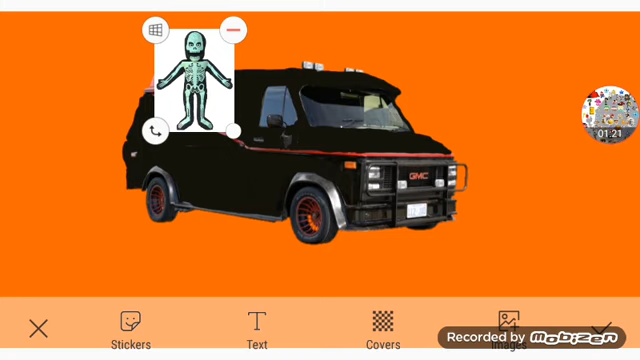 01:21
GMC
Stickers
Text
Covers
Images
Recorded by mobizen